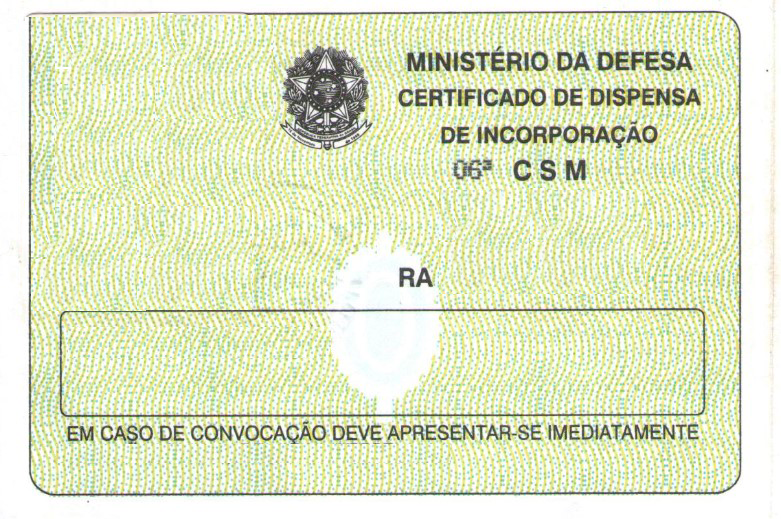 MINISTÉRIO DA DEFESA
CERTIFICADO DE DISPENSA
DE INCORPORAÇÃO
06ª CSM
RA
EM CASO DE CONVOCAÇÃO DEVE APRESENTAR-SE IMEDIATAMENTE